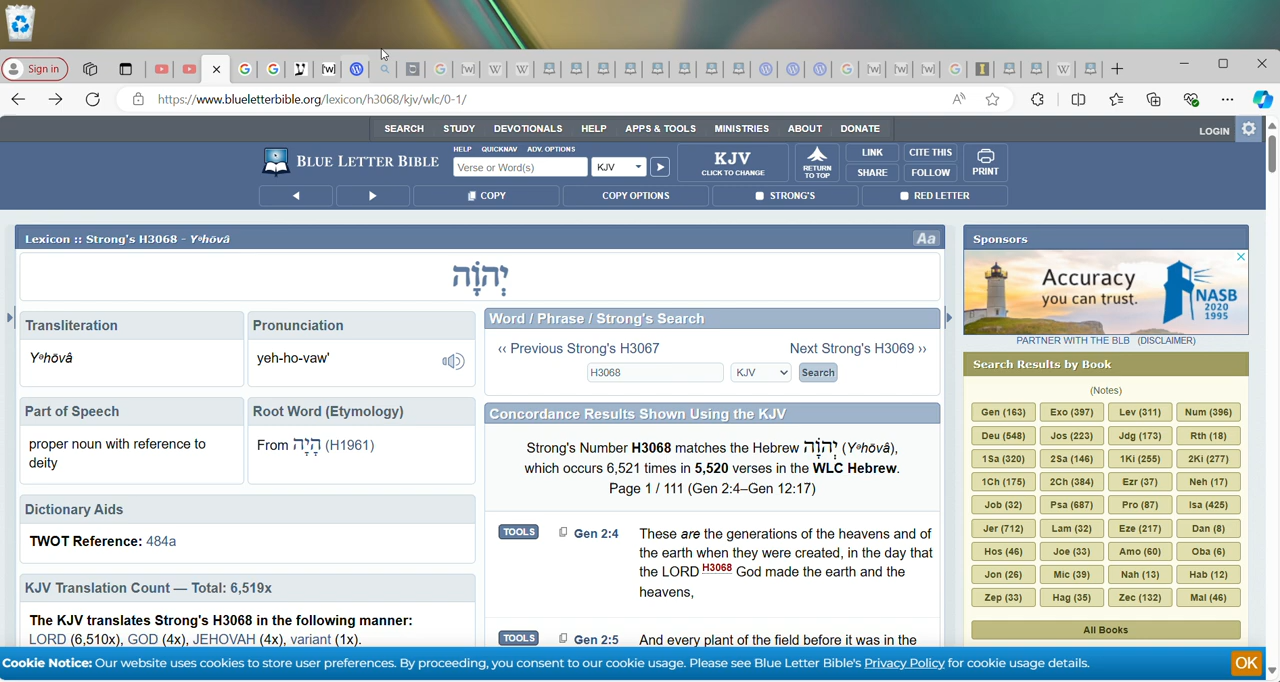 Sign in
https://www.blueletterbible.org/lexicon/h3068/kjv/wlc/0-1/
SEARCH STUDY DEVOTIONALS HELP APPS & TOOLS MINISTRIES ABOUT DONATE
LOGIN
BLUE LETTER BIBLE
HELP QUICKNAV ADV. OPTIONS
Verse or Word(s) KJV
KJV
CLICK TO CHANGE
RETURN
TO TOP
LINK
CITE THIS
SHARE
FOLLOW
PRINT
COPY COPY OPTIONS STRONG'S RED LETTER
Lexicon :: Strong's H3068 - Yᵊhōvâ
Aa
יְהֹוָה
Transliteration
Yᵊhōvâ
Pronunciation
yeh-ho-vaw'
Part of Speech
proper noun with reference to
deity
Root Word (Etymology)
From הָיָה (H1961)
Dictionary Aids
TWOT Reference: 484a
KJV Translation Count — Total: 6,519x
The KJV translates Strong's H3068 in the following manner:
LORD (6,510x), GOD (4x), JEHOVAH (4x), variant (1x).
Word / Phrase / Strong's Search
‹‹ Previous Strong's H3067 Next Strong's H3069 ››
H3068 KJV Search
Concordance Results Shown Using the KJV
Strong's Number H3068 matches the Hebrew יְהֹוָה (Yᵊhōvâ),
which occurs 6,521 times in 5,520 verses in the WLC Hebrew.
Page 1 / 111 (Gen 2:4–Gen 12:17)
TOOLS Gen 2:4 These are the generations of the heavens and of
the earth when they were created, in the day that
the LORD H3068 God made the earth and the
heavens,
TOOLS Gen 2:5 And every plant of the field before it was in the
Sponsors
Accuracy
you can trust.
NASB
2020
1995
PARTNER WITH THE BLB (DISCLAIMER)
Search Results by Book
(Notes)
Gen (163) Exo (397) Lev (311) Num (396)
Deu (548) Jos (223) Jdg (173) Rth (18)
1Sa (320) 2Sa (146) 1Ki (255) 2Ki (277)
1Ch (175) 2Ch (384) Ezr (37) Neh (17)
Job (32) Psa (687) Pro (87) Isa (425)
Jer (712) Lam (32) Eze (217) Dan (8)
Hos (46) Joe (33) Amo (60) Oba (6)
Jon (26) Mic (39) Nah (13) Hab (12)
Zep (33) Hag (35) Zec (132) Mal (46)
All Books
Cookie Notice: Our website uses cookies to store user preferences. By proceeding, you consent to our cookie usage. Please see Blue Letter Bible's Privacy Policy for cookie usage details.
OK